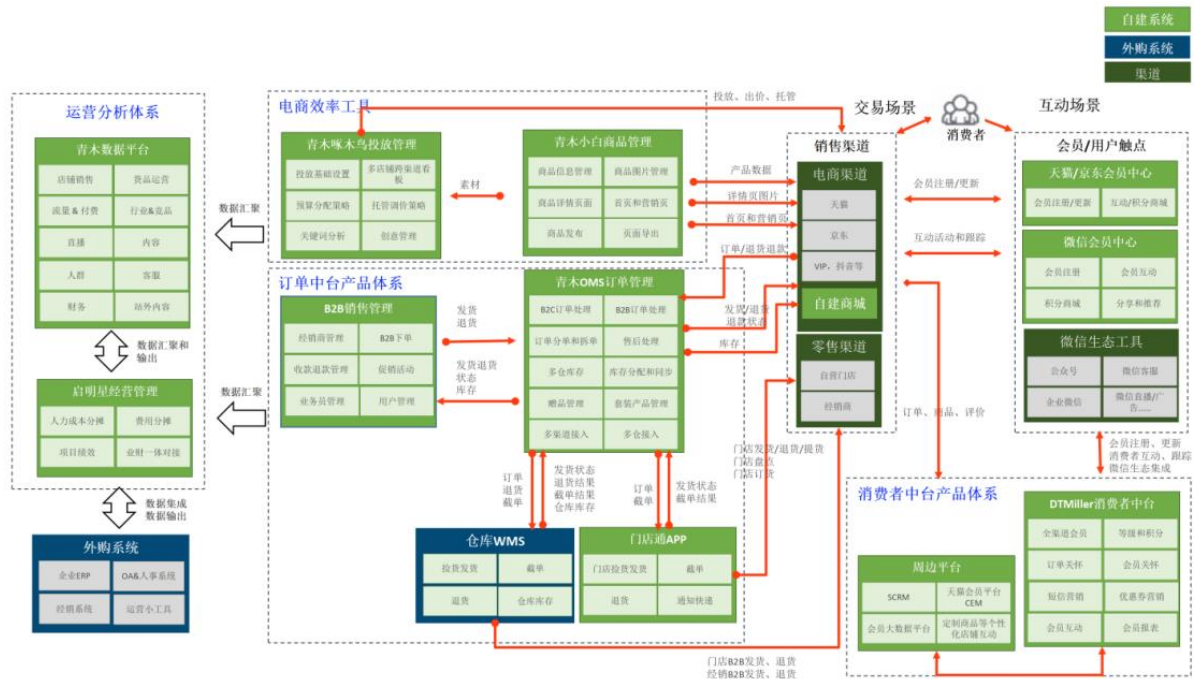 自建系统
外购系统
渠道
运营分析体系
青木数据平台
店铺销售
货品运营
流量 & 付费
行业&竞品
直播
内容
人群
客服
财务
站外内容
数据汇聚和
输出
启明星经营管理
人力成本分摊
费用分摊
项目绩效
业财一体对接
数据集成
数据输出
外购系统
企业ERP
OA&人事系统
经销系统
运营小工具
数据汇聚
数据汇聚
电商效率工具
青木啄木鸟投放管理
投放基础设置
多店铺跨渠道看
板
预算分配策略
托管调价策略
关键词分析
创意管理
素材
青木小白商品管理
商品信息管理
商品图片管理
商品详情页面
首页和营销页
商品发布
页面导出
投放、出价、托管
产品数据
详情页图片
首页和营销页
订单/退货退款
发货/退货
退款状态
库存
订单中台产品体系
B2B销售管理
经销商管理
B2B下单
收款退款管理
促销活动
业务员管理
用户管理
发货
退货
发货退货
状态
库存
青木OMS订单管理
B2C订单处理
B2B订单处理
订单分单和拆单
售后处理
多仓库存
库存分配和同步
赠品管理
套装产品管理
多渠道接入
多仓接入
订单
退货
截单
发货状态
退货结果
截单结果
仓库库存
订单
截单
发货状态
截单结果
仓库WMS
拣货发货
截单
退货
仓库库存
门店通APP
门店拣货发货
截单
退货
通知快递
门店发货/退货/提货
门店盘点
门店订货
门店B2B发货、退货
经销B2B发货、退货
交易场景
消费者
互动场景
销售渠道
电商渠道
天猫
京东
VIP，抖音等
自建商城
零售渠道
自营门店
经销商
会员注册/更新
互动活动和跟踪
订单、商品、评价
会员/用户触点
天猫/京东会员中心
会员注册/更新
互动/积分商城
微信会员中心
会员注册
会员互动
积分商城
分享和推荐
微信生态工具
公众号
微信客服
企业微信
微信直播/广
告......
会员注册、更新
消费者互动、跟踪
微信生态集成
消费者中台产品体系
周边平台
SCRM
天猫会员平台
CEM
会员大数据平台
定制商品等个性
化店铺互动
DTMiller消费者中台
全渠道会员
等级和积分
订单关怀
会员关怀
短信营销
优惠券营销
会员互动
会员报表